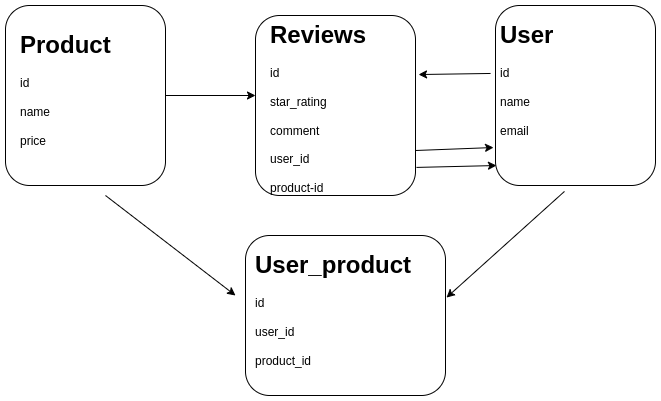 Product
id
name
price
Reviews
id
star_rating
comment
user_id
product-id
User
id
name
email
User_product
id
user_id
product_id